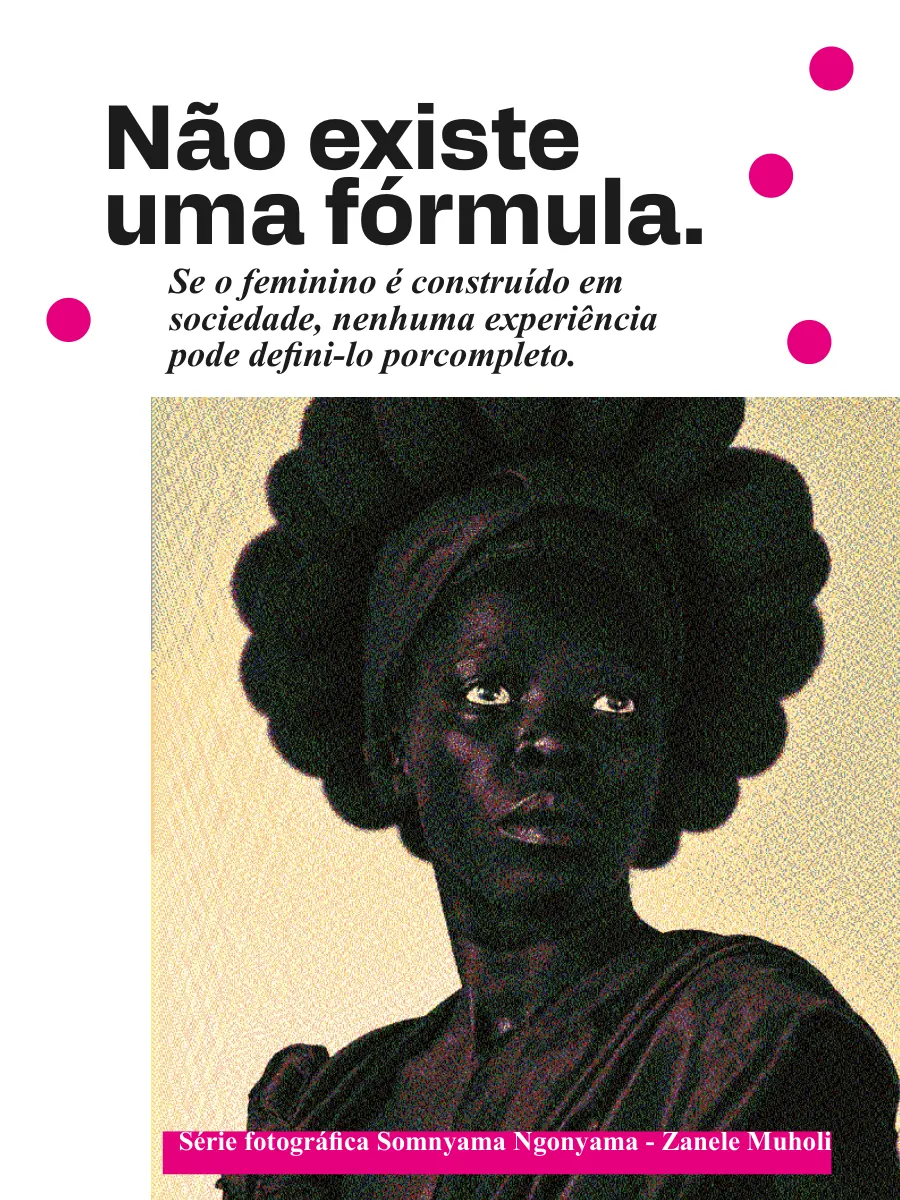 Não existe
uma fórmula.
Se o feminino é construído em
sociedade, nenhuma experiência
pode defini-lo porcompleto.
Série fotográfica Somnyama Ngonyama - Zanele Muholi